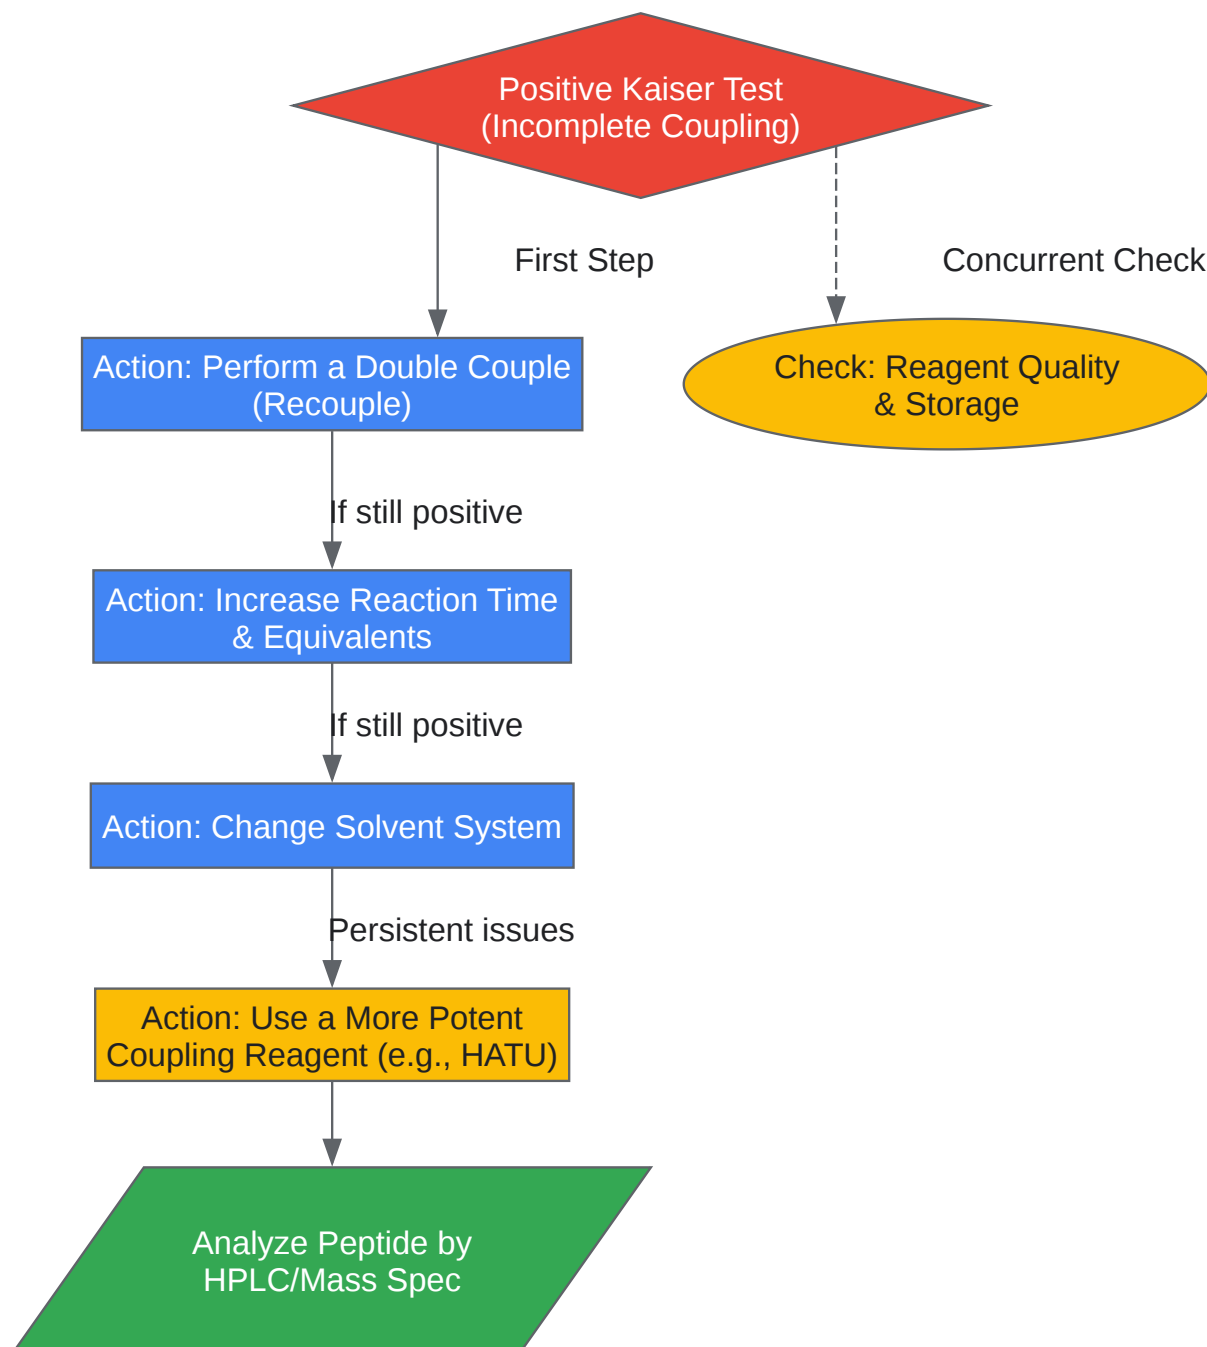 Positive Kaiser Test
(Incomplete Coupling)
First Step
Concurrent Check
Action: Perform a Double Couple
(Recouple)
Check: Reagent Quality
& Storage
If still positive
Action: Increase Reaction Time
& Equivalents
If still positive
Action: Change Solvent System
Persistent issues
Action: Use a More Potent
Coupling Reagent (e.g., HATU)
Analyze Peptide by
HPLC/Mass Spec